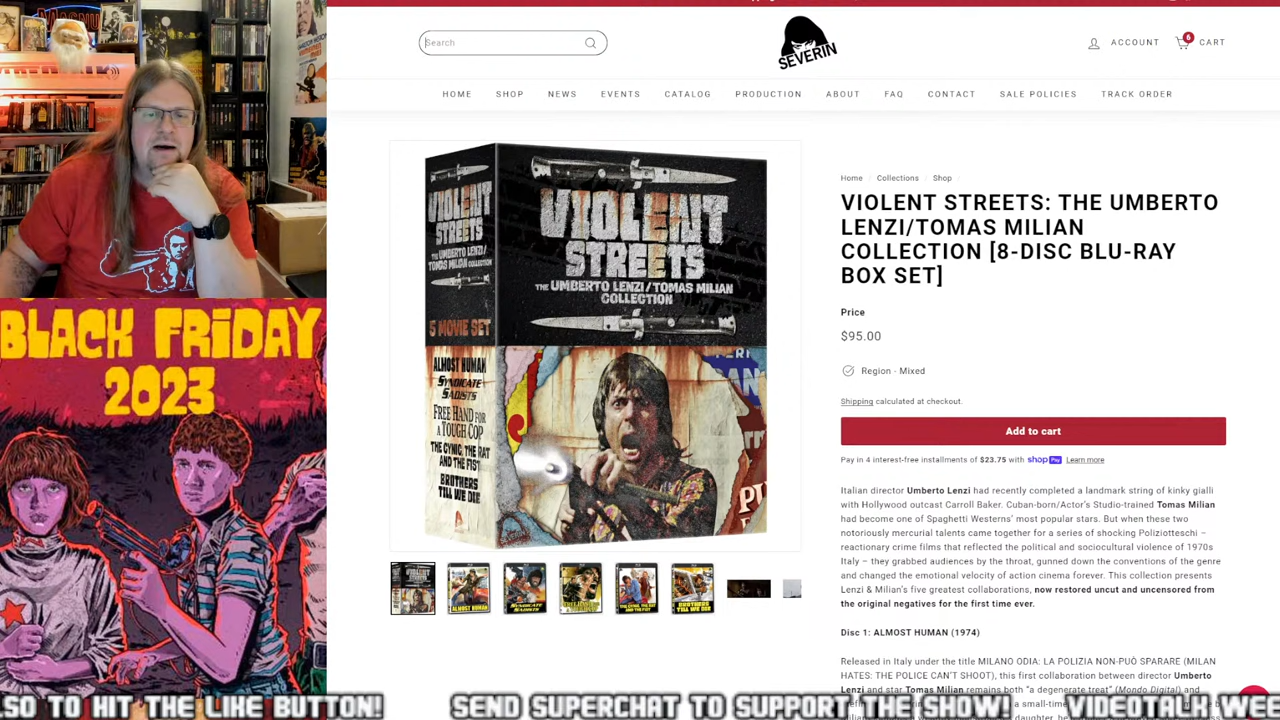 Search
SEVERIN
ACCOUNT
6
CART
HOME
SHOP
NEWS
EVENTS
CATALOG
PRODUCTION
ABOUT
FAQ
CONTACT
SALE POLICIES
TRACK ORDER
VIOLENT
STREETS
THE UMBERTO LENZI/
TOMAS MILIAN
COLLECTION
5 MOVIE SET
ALMOST HUMAN
SYNDICATE
SADISTS
FREE HAND FOR
A TOUGH COP
THE CYNIC, THE RAT
AND THE FIST
BROTHERS
TILL WE DIE
VIOLENT
STREETS
THE UMBERTO LENZI/TOMAS MILIAN
COLLECTION
Home / Collections / Shop /
VIOLENT STREETS: THE UMBERTO
LENZI/TOMAS MILIAN
COLLECTION [8-DISC BLU-RAY
BOX SET]
Price
$95.00
Region - Mixed
Shipping calculated at checkout.
Add to cart
Pay in 4 interest-free installments of $23.75 with shop Pay Learn more
Italian director Umberto Lenzi had recently completed a landmark string of kinky gialli
with Hollywood outcast Carroll Baker. Cuban-born/Actor's Studio-trained Tomas Milian
had become one of Spaghetti Westerns' most popular stars. But when these two
notoriously mercurial talents came together for a series of shocking Poliziotteschi –
reactionary crime films that reflected the political and sociocultural violence of 1970s
Italy – they grabbed audiences by the throat, gunned down the conventions of the genre
and changed the emotional velocity of action cinema forever. This collection presents
Lenzi & Milian's five greatest collaborations, now restored uncut and uncensored from
the original negatives for the first time ever.
Disc 1: ALMOST HUMAN (1974)
Released in Italy under the title MILANO ODIA: LA POLIZIA NON-PUÒ SPARARE (MILAN
HATES: THE POLICE CAN'T SHOOT), this first collaboration between director Umberto
Lenzi and star Tomas Milian remains both "a degenerate treat" (Mondo Digital) and
BLACK FRIDAY
2023
SO TO HIT THE LIKE BUTTON! SEND SUPERCHAT TO SUPPORT THE SHOW! VIDEOTALK WEE